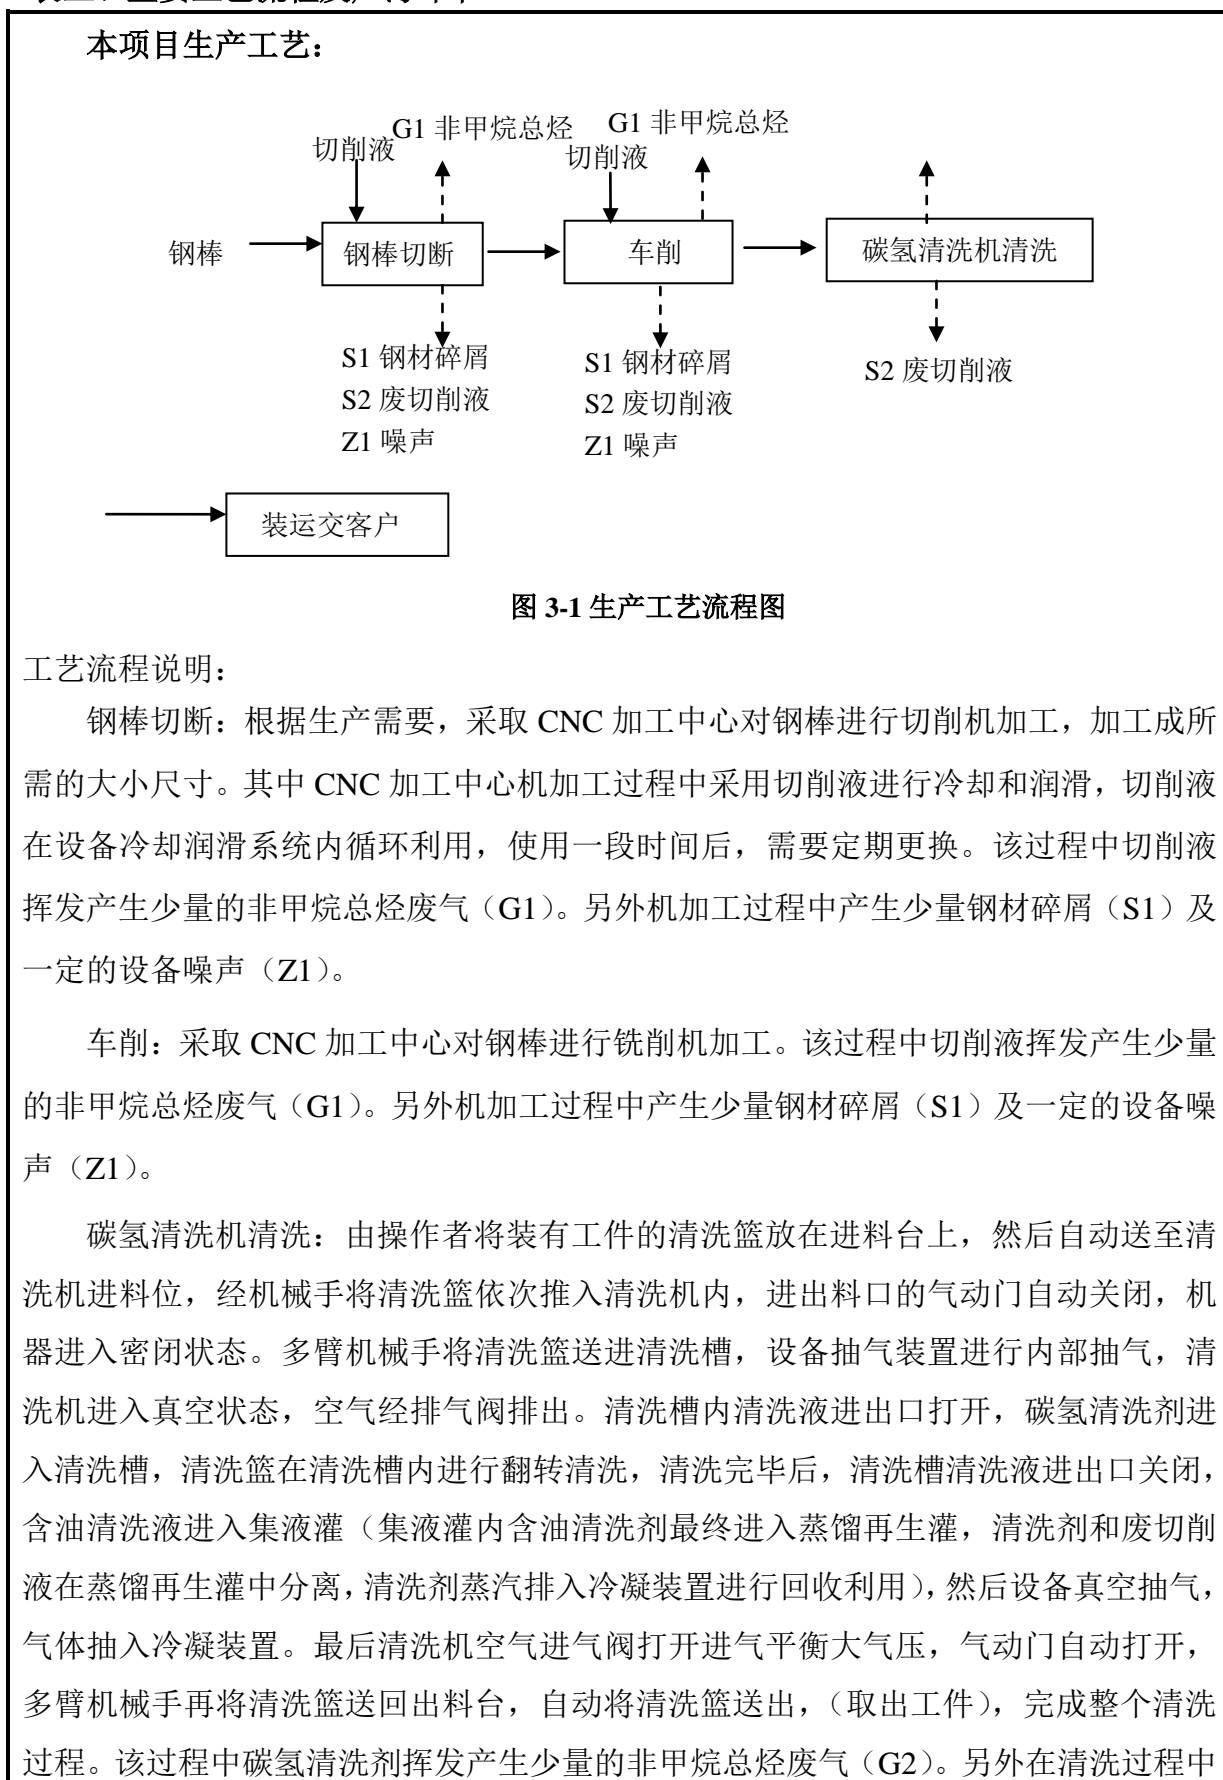 本项目生产工艺：
G1 非甲烷总烃 G1 非甲烷总烃
切削液 切削液
钢棒 钢棒切断 车削 碳氢清洗机清洗
S1 钢材碎屑 S1 钢材碎屑 S2 废切削液
S2 废切削液 S2 废切削液
Z1 噪声 Z1 噪声
装运交客户
图 3-1 生产工艺流程图
工艺流程说明：
钢棒切断：根据生产需要，采取 CNC 加工中心对钢棒进行切削机加工，加工成所
需的大小尺寸。其中 CNC 加工中心机加工过程中采用切削液进行冷却和润滑，切削液
在设备冷却润滑系统内循环利用，使用一段时间后，需要定期更换。该过程中切削液
挥发产生少量的非甲烷总烃废气（G1）。另外机加工过程中产生少量钢材碎屑（S1）及
一定的设备噪声（Z1）。
车削：采取 CNC 加工中心对钢棒进行铣削机加工。该过程中切削液挥发产生少量
的非甲烷总烃废气（G1）。另外机加工过程中产生少量钢材碎屑（S1）及一定的设备噪
声（Z1）。
碳氢清洗机清洗：由操作者将装有工件的清洗篮放在进料台上，然后自动送至清
洗机进料位，经机械手将清洗篮依次推入清洗机内，进出料口的气动门自动关闭，机
器进入密闭状态。多臂机械手将清洗篮送进清洗槽，设备抽气装置进行内部抽气，清
洗机进入真空状态，空气经排气阀排出。清洗槽内清洗液进出口打开，碳氢清洗剂进
入清洗槽，清洗篮在清洗槽内进行翻转清洗，清洗完毕后，清洗槽清洗液进出口关闭，
含油清洗液进入集液灌（集液灌内含油清洗剂最终进入蒸馏再生灌，清洗剂和废切削
液在蒸馏再生灌中分离，清洗剂蒸汽排入冷凝装置进行回收利用），然后设备真空抽气，
气体抽入冷凝装置。最后清洗机空气进气阀打开进气平衡大气压，气动门自动打开，
多臂机械手再将清洗篮送回出料台，自动将清洗篮送出，（取出工件），完成整个清洗
过程。该过程中碳氢清洗剂挥发产生少量的非甲烷总烃废气（G2）。另外在清洗过程中